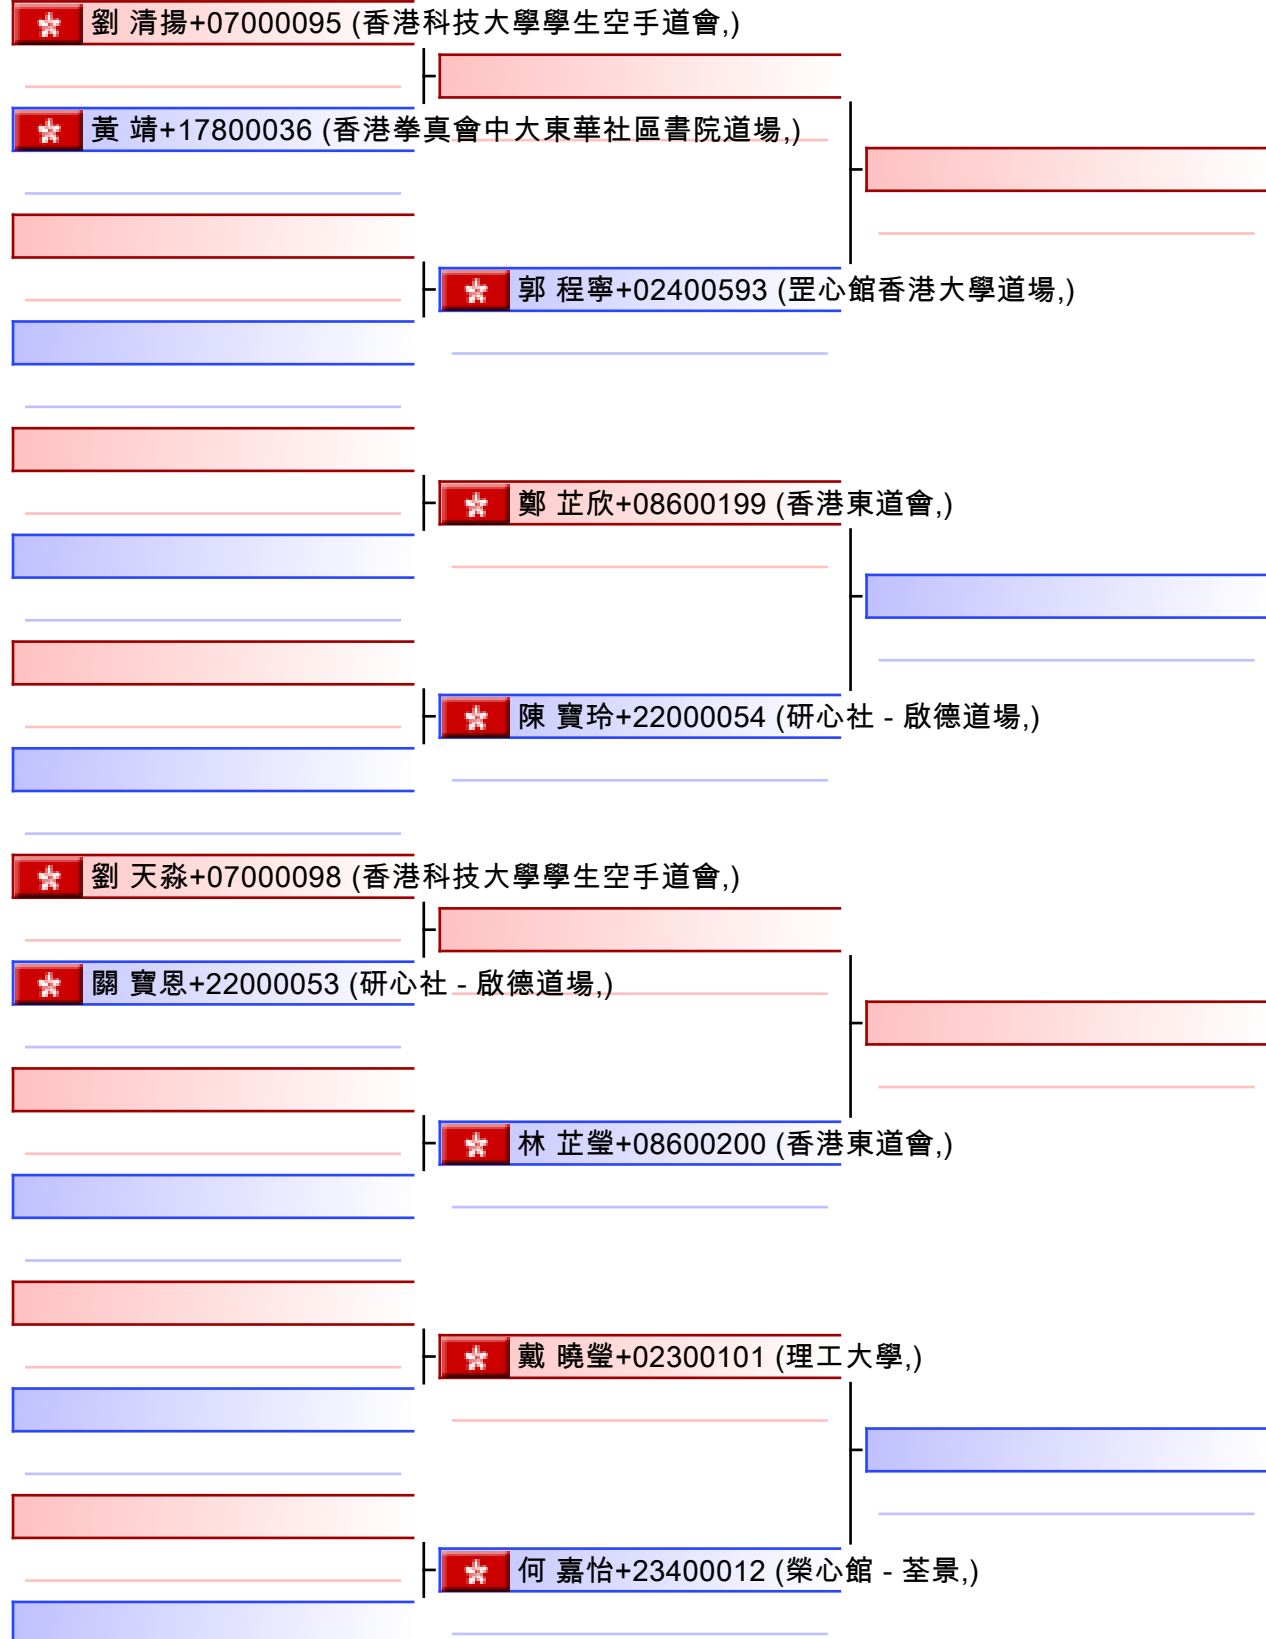 劉 清揚+07000095 (香港科技大學學生空手道會,)
黃 靖+17800036 (香港拳真會中大東華社區書院道場,)
郭 程寧+02400593 (罡心館香港大學道場,)
鄭 芷欣+08600199 (香港東道會,)
陳 寶玲+22000054 (研心社 - 啟德道場,)
劉 天淼+07000098 (香港科技大學學生空手道會,)
關 寶恩+22000053 (研心社 - 啟德道場,)
林 芷瑩+08600200 (香港東道會,)
戴 曉瑩+02300101 (理工大學,)
何 嘉怡+23400012 (榮心館 - 荃景,)